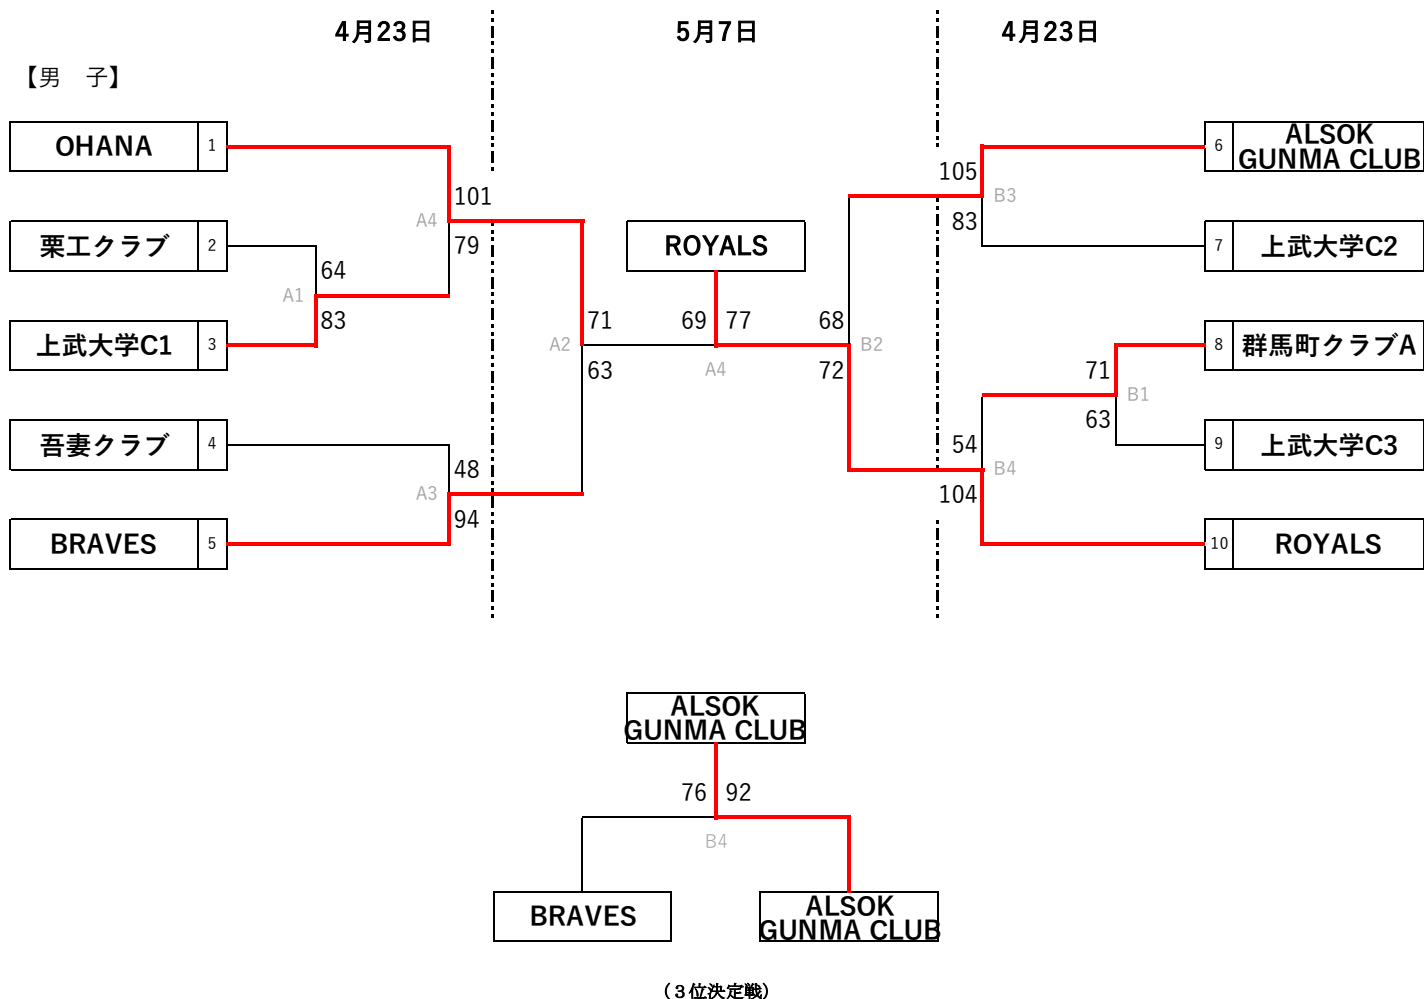 4月23日 5月7日 4月23日
【男　子】
OHANA 1
栗工クラブ 2
上武大学C1 3
吾妻クラブ 4
BRAVES 5
A4 101
79
64
A1
83
48
A3
94
71
A2
63
ROYALS
69 77
A4
68
B2
72
105
B3
83
71
B1
63
54
B4
104
6 ALSOK
GUNMA CLUB
7 上武大学C2
8 群馬町クラブA
9 上武大学C3
10 ROYALS
ALSOK
GUNMA CLUB
76 92
B4
BRAVES
ALSOK
GUNMA CLUB
（３位決定戦）